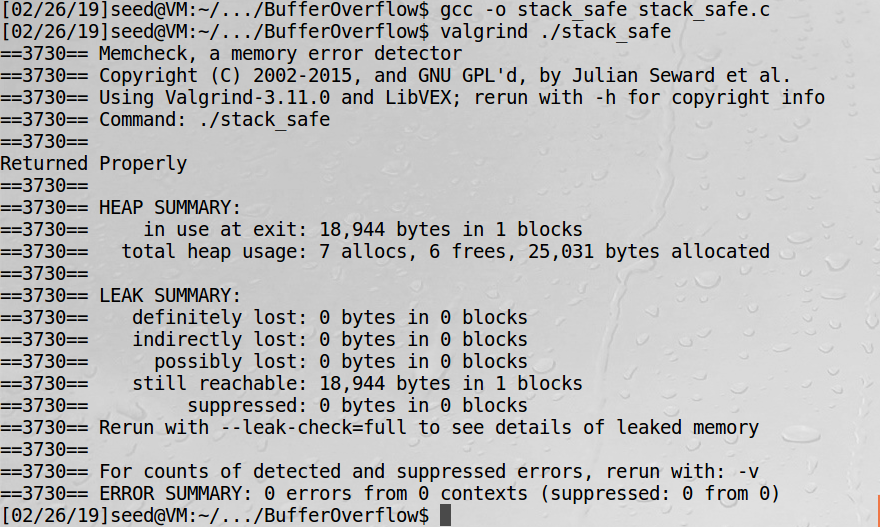 [02/26/19]seed@VM:~/.../BufferOverflow$ gcc -o stack_safe stack_safe.c
[02/26/19]seed@VM:~/.../BufferOverflow$ valgrind ./stack_safe
==3730== Memcheck, a memory error detector
==3730== Copyright (C) 2002-2015, and GNU GPL'd, by Julian Seward et al.
==3730== Using Valgrind-3.11.0 and LibVEX; rerun with -h for copyright info
==3730== Command: ./stack_safe
==3730==
Returned Properly
==3730==
==3730== HEAP SUMMARY:
==3730==     in use at exit: 18,944 bytes in 1 blocks
==3730==   total heap usage: 7 allocs, 6 frees, 25,031 bytes allocated
==3730==
==3730== LEAK SUMMARY:
==3730==    definitely lost: 0 bytes in 0 blocks
==3730==    indirectly lost: 0 bytes in 0 blocks
==3730==      possibly lost: 0 bytes in 0 blocks
==3730==    still reachable: 18,944 bytes in 1 blocks
==3730==         suppressed: 0 bytes in 0 blocks
==3730== Rerun with --leak-check=full to see details of leaked memory
==3730==
==3730== For counts of detected and suppressed errors, rerun with: -v
==3730== ERROR SUMMARY: 0 errors from 0 contexts (suppressed: 0 from 0)
[02/26/19]seed@VM:~/.../BufferOverflow$